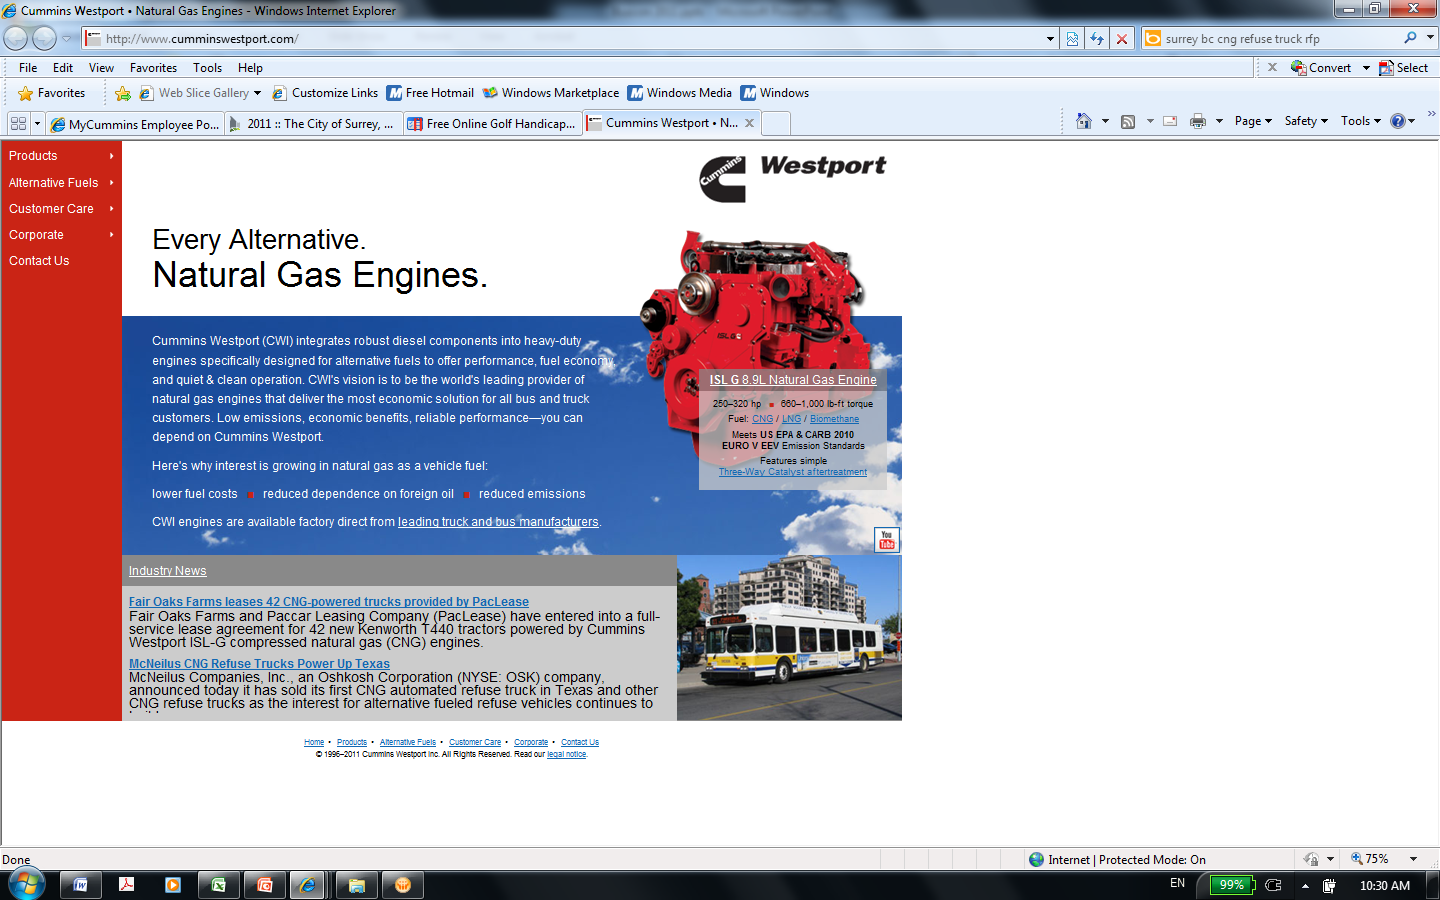 Cummins Westport • Natural Gas Engines - Windows Internet Explorer
http://www.cumminswestport.com/
surrey bc cng refuse truck rfp
File Edit View Favorites Tools Help
Convert Select
Favorites Web Slice Gallery Customize Links Free Hotmail Windows Marketplace Windows Media Windows
MyCummins Employee Po... 2011 :: The City of Surrey, ... Free Online Golf Handicap... Cummins Westport • N...
Page Safety Tools
Products
Alternative Fuels
Customer Care
Corporate
Contact Us
Cummins Westport
Every Alternative.
Natural Gas Engines.
ISL G
Cummins Westport (CWI) integrates robust diesel components into heavy-duty
engines specifically designed for alternative fuels to offer performance, fuel economy,
and quiet & clean operation. CWI's vision is to be the world's leading provider of
natural gas engines that deliver the most economic solution for all bus and truck
customers. Low emissions, economic benefits, reliable performance—you can
depend on Cummins Westport.
Here's why interest is growing in natural gas as a vehicle fuel:
lower fuel costs ■ reduced dependence on foreign oil ■ reduced emissions
CWI engines are available factory direct from leading truck and bus manufacturers.
ISL G 8.9L Natural Gas Engine
250–320 hp ■ 660–1,000 lb-ft torque
Fuel: CNG / LNG / Biomethane
Meets US EPA & CARB 2010
EURO V EEV Emission Standards
Features simple
Three-Way Catalyst aftertreatment
You Tube
Industry News
Fair Oaks Farms leases 42 CNG-powered trucks provided by PacLease
Fair Oaks Farms and Paccar Leasing Company (PacLease) have entered into a full-
service lease agreement for 42 new Kenworth T440 tractors powered by Cummins
Westport ISL-G compressed natural gas (CNG) engines.
McNeilus CNG Refuse Trucks Power Up Texas
McNeilus Companies, Inc., an Oshkosh Corporation (NYSE: OSK) company,
announced today it has sold its first CNG automated refuse truck in Texas and other
CNG refuse trucks as the interest for alternative fueled refuse vehicles continues to
Home • Products • Alternative Fuels • Customer Care • Corporate • Contact Us
© 1996–2011 Cummins Westport Inc. All Rights Reserved. Read our legal notice.
Done
Internet | Protected Mode: On
75%
EN
99%
10:30 AM